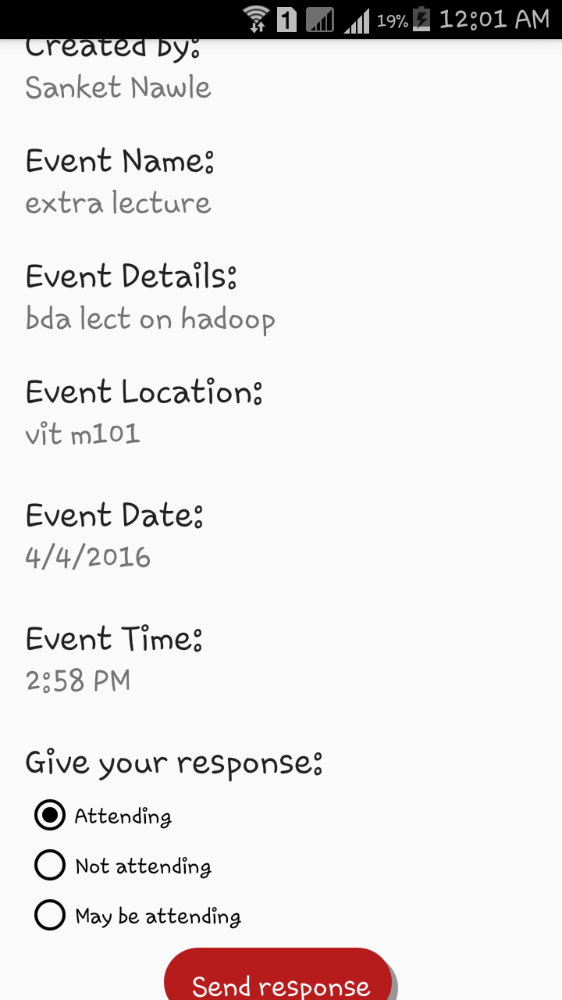 1 19% 12:01 AM
Created by:
Sanket Nawle
Event Name:
extra lecture
Event Details:
bda lect on hadoop
Event Location:
vit m101
Event Date:
4/4/2016
Event Time:
2:58 PM
Give your response:
Attending
Not attending
May be attending
Send response